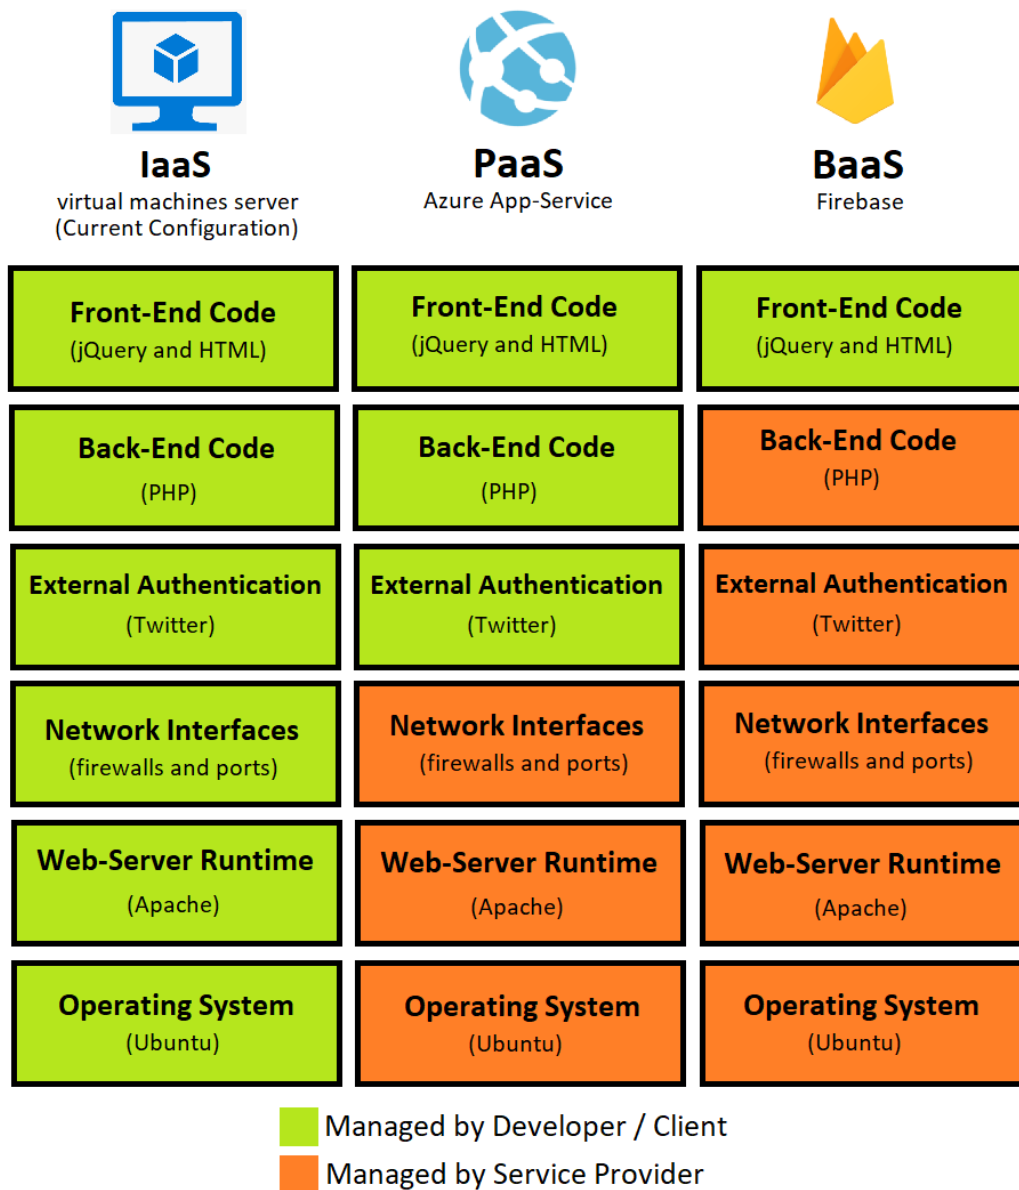 IaaS
virtual machines server
(Current Configuration)
PaaS
Azure App-Service
BaaS
Firebase
Front-End Code
(jQuery and HTML)
Front-End Code
(jQuery and HTML)
Front-End Code
(jQuery and HTML)
Back-End Code
(PHP)
Back-End Code
(PHP)
Back-End Code
(PHP)
External Authentication
(Twitter)
External Authentication
(Twitter)
External Authentication
(Twitter)
Network Interfaces
(firewalls and ports)
Network Interfaces
(firewalls and ports)
Network Interfaces
(firewalls and ports)
Web-Server Runtime
(Apache)
Web-Server Runtime
(Apache)
Web-Server Runtime
(Apache)
Operating System
(Ubuntu)
Operating System
(Ubuntu)
Operating System
(Ubuntu)
Managed by Developer / Client
Managed by Service Provider